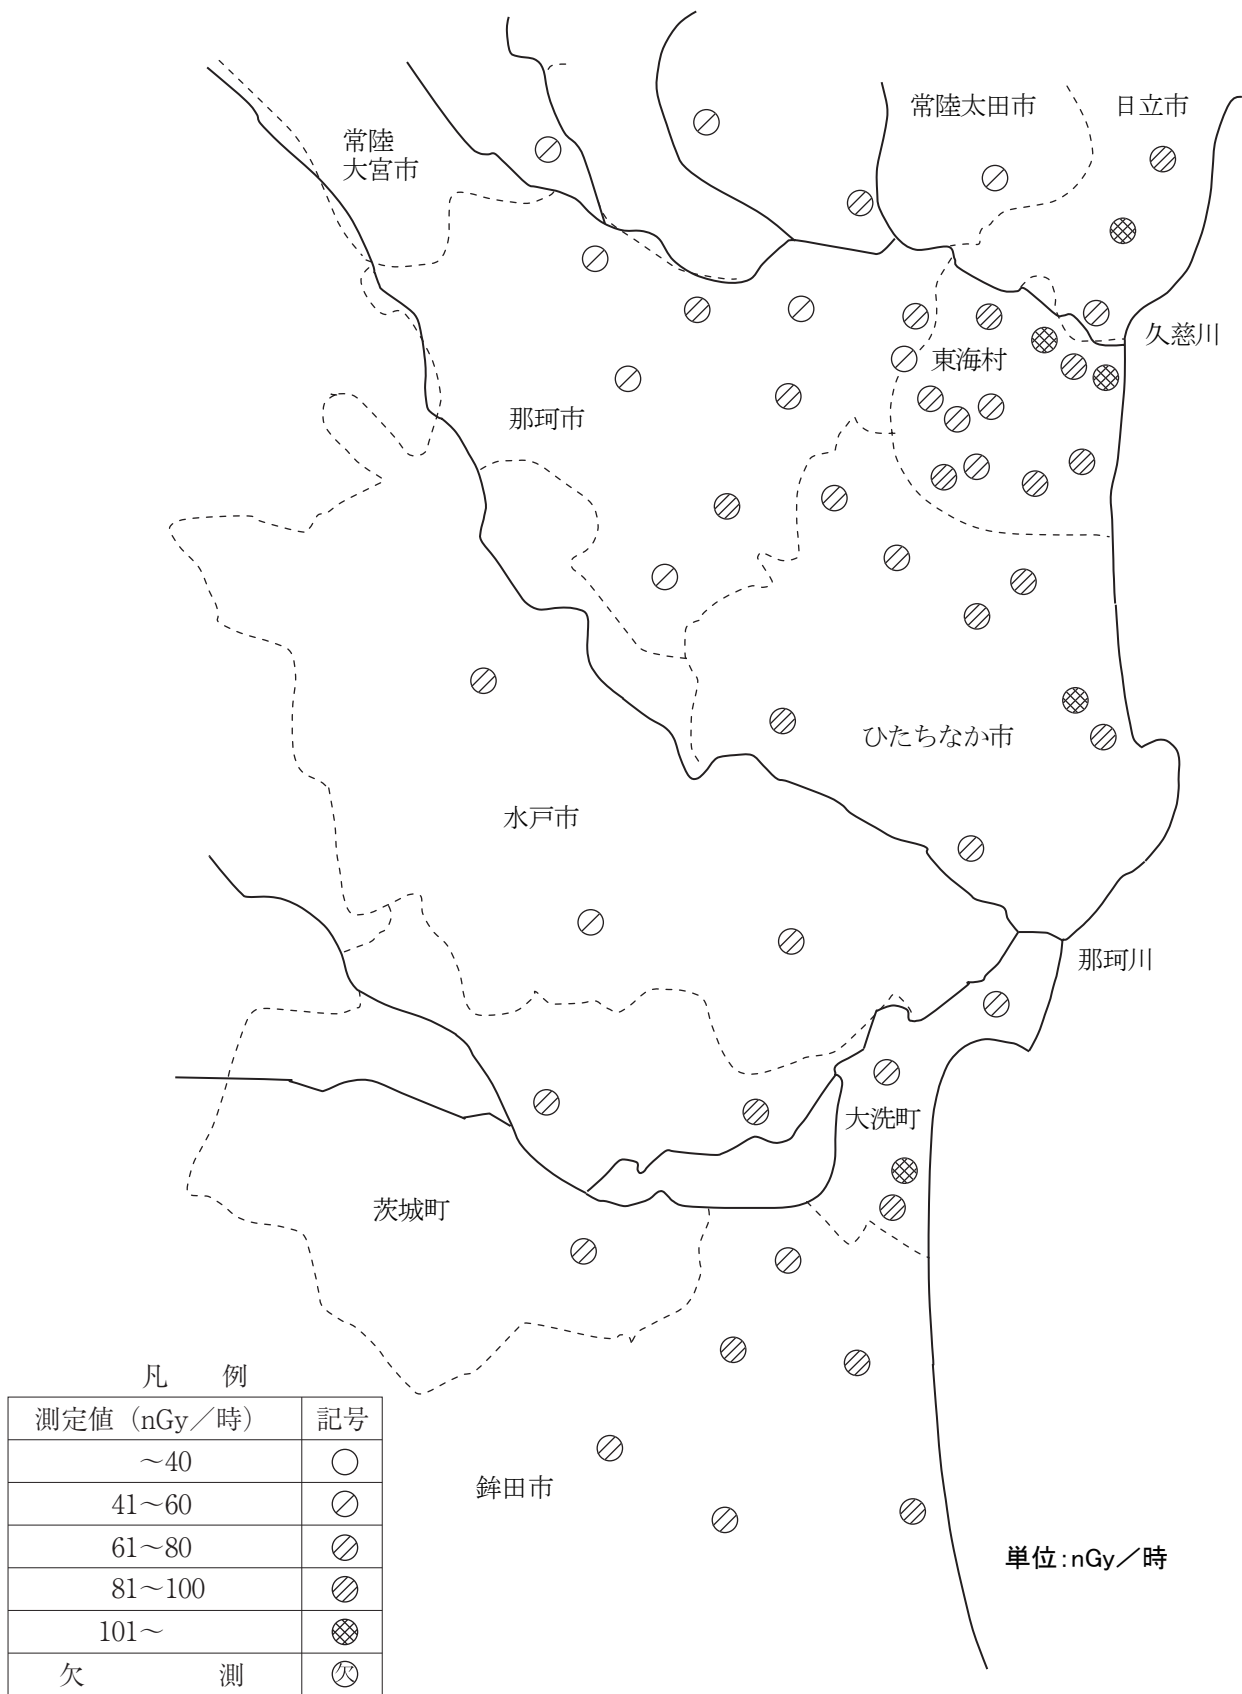 常陸太田市
日立市
常陸
大宮市
久慈川
東海村
那珂市
ひたちなか市
水戸市
那珂川
大洗町
茨城町
凡 例
測定値（nGy／時） 記号
～40
41～60
61～80
81～100
101～
欠 測 欠
鉾田市
単位：nGy／時